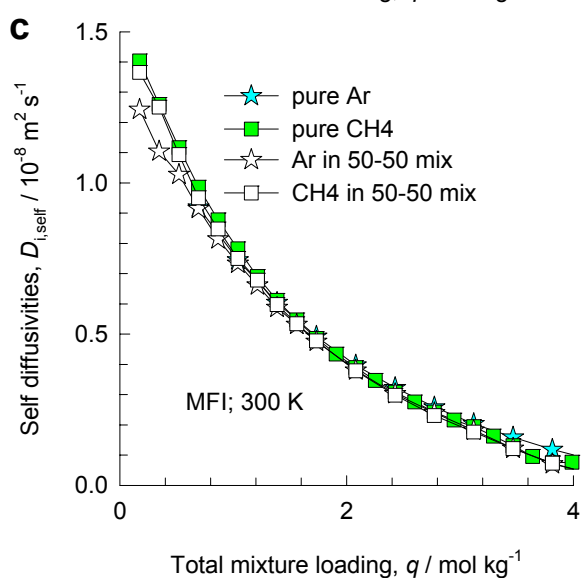 c
1.5
1.0
0.5
0.0
Self diffusivities, D i,self / 10⁻⁸ m² s⁻¹
pure Ar
pure CH4
Ar in 50-50 mix
CH4 in 50-50 mix
MFI; 300 K
0 2 4
Total mixture loading, q / mol kg⁻¹